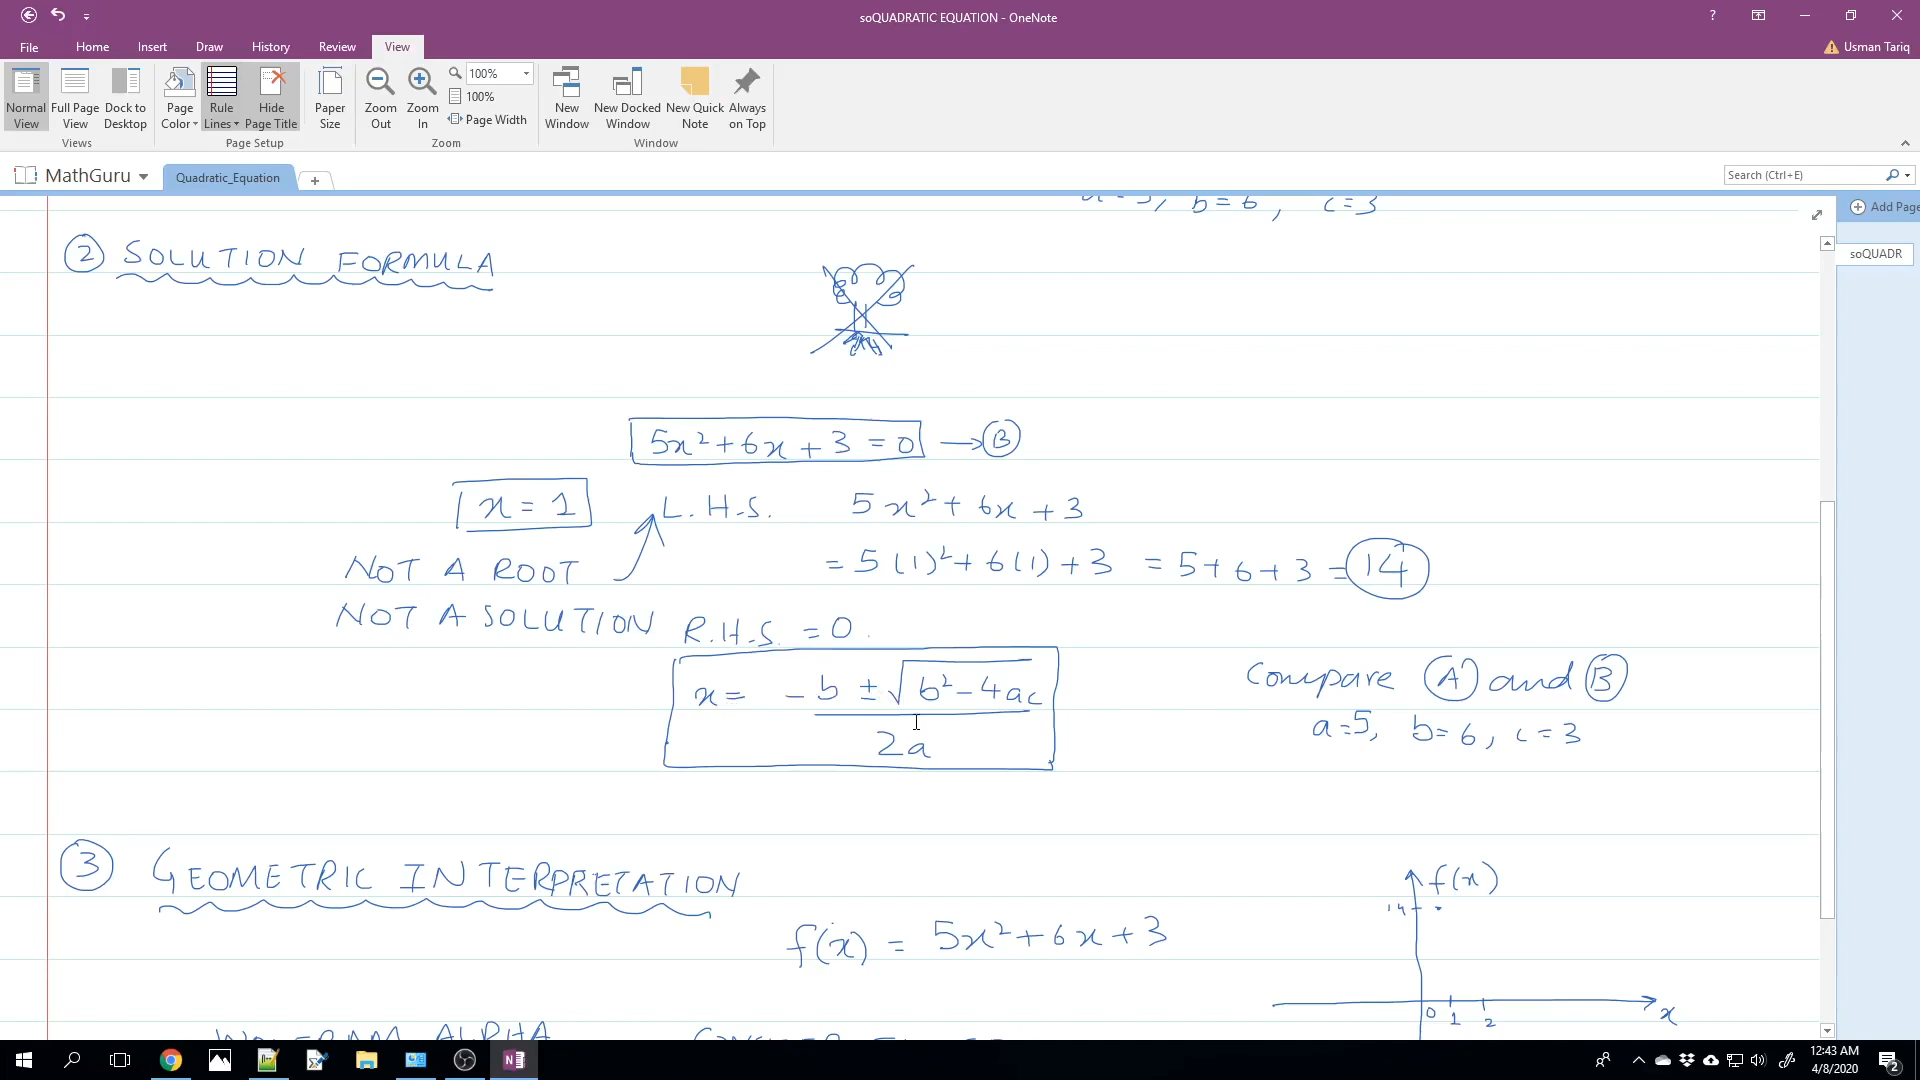 soQUADRATIC EQUATION - OneNote
?
File Home Insert Draw History Review View
Usman Tariq
Normal View
Full Page View
Dock to Desktop
Page Color
Rule Lines
Hide Page Title
Paper Size
Zoom Out
Zoom In
100%
100%
Page Width
New Window
New Docked Window
New Quick Note
Always on Top
Views Page Setup Zoom Window
MathGuru Quadratic_Equation +
Search (Ctrl+E)
Add Page
soQUADR
b = 6, c = 3
② SOLUTION FORMULA
5x² + 6x + 3 = 0 → Ⓑ
x = 1 L.H.S. 5x² + 6x + 3
NOT A ROOT = 5(1)² + 6(1) + 3 = 5 + 6 + 3 = 14
NOT A SOLUTION R.H.S. = 0.
x = -b ± √b² - 4ac
2a
Compare Ⓐ and Ⓑ
a = 5, b = 6, c = 3
③ GEOMETRIC INTERPRETATION
f(x)
14
f(x) = 5x² + 6x + 3
0 1 2 x
WOLFRAM ALPHA
12:43 AM
4/8/2020
2